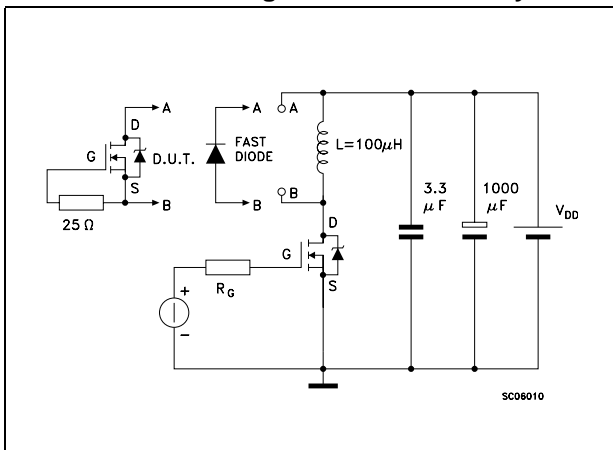 A
A
A
D
G
D.U.T.
FAST
DIODE
L=100µH
S
B
B
B
25 Ω
D
G
S
3.3
µF
1000
µF
VDD
RG
+
−
SC06010